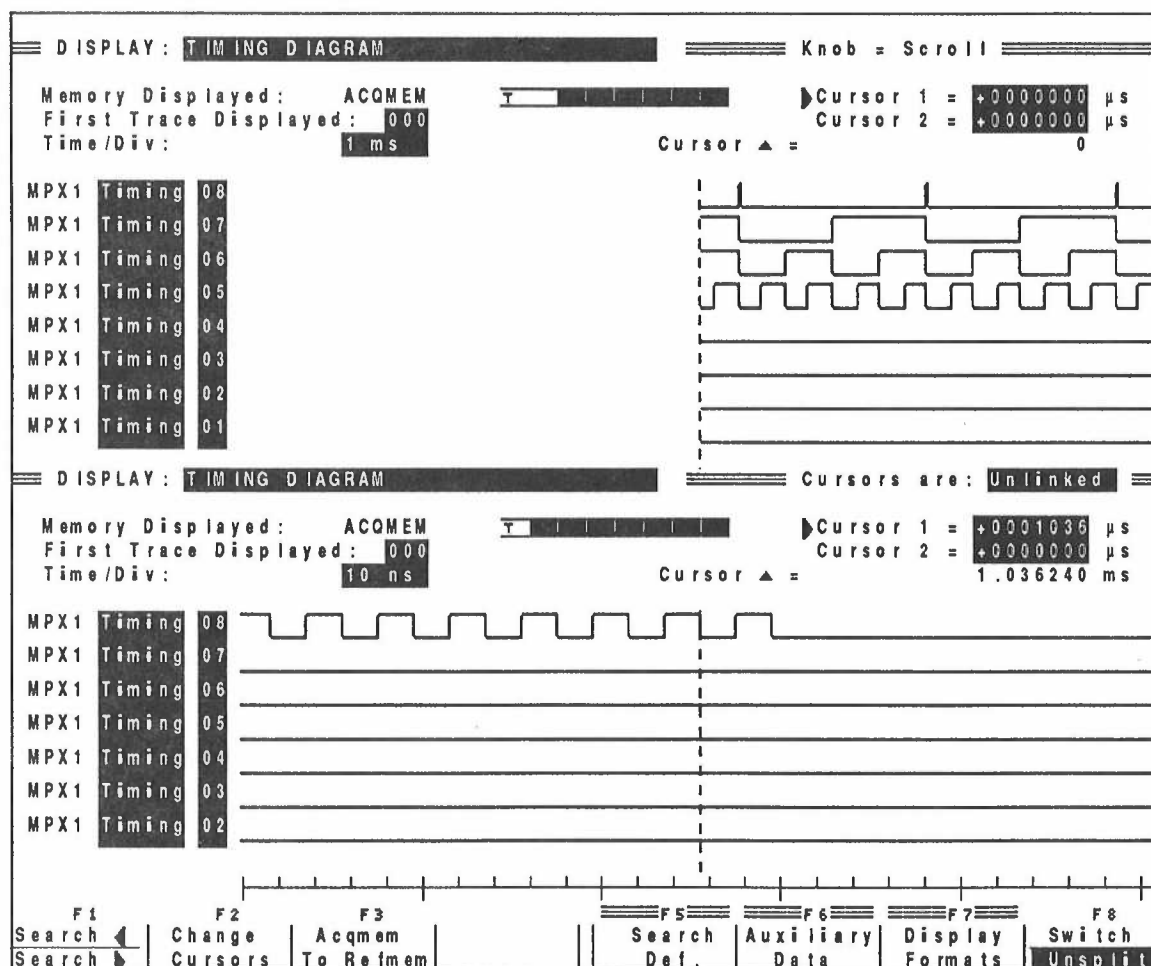 DISPLAY: TIMING DIAGRAM Knob = Scroll
Memory Displayed: ACQMEM T Cursor 1 = +0000000 µs
First Trace Displayed: 000 Cursor 2 = +0000000 µs
Time/Div: 1 ms Cursor ▲ = 0
MPX1 Timing 08
MPX1 Timing 07
MPX1 Timing 06
MPX1 Timing 05
MPX1 Timing 04
MPX1 Timing 03
MPX1 Timing 02
MPX1 Timing 01
DISPLAY: TIMING DIAGRAM Cursors are: Unlinked
Memory Displayed: ACQMEM T Cursor 1 = +0001036 µs
First Trace Displayed: 000 Cursor 2 = +0000000 µs
Time/Div: 10 ns Cursor ▲ = 1.036240 ms
MPX1 Timing 08
MPX1 Timing 07
MPX1 Timing 06
MPX1 Timing 05
MPX1 Timing 04
MPX1 Timing 03
MPX1 Timing 02
F1 F2 F3 F5 F6 F7 F8
Search Change Acqmem Search Auxiliary Display Switch
Search Cursors To Refmem Def. Data Formats Unsplit